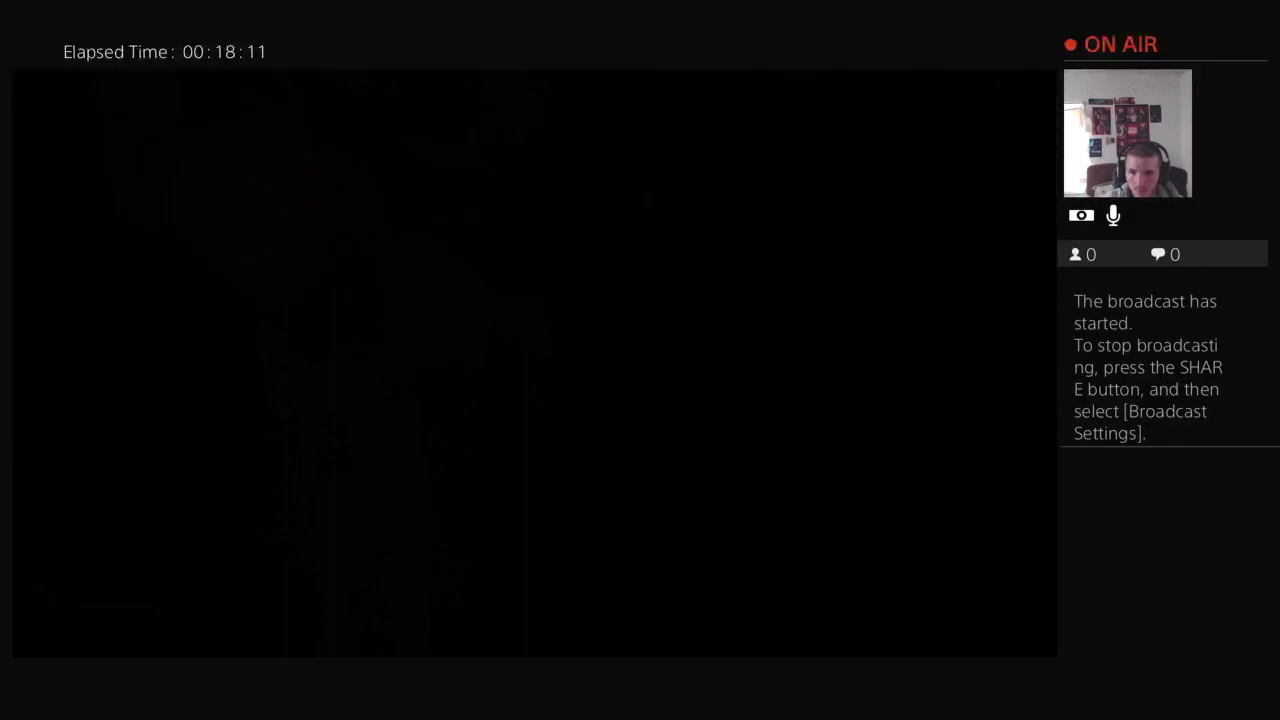 Elapsed Time: 00:18:11
ON AIR
0
0
The broadcast has
started.
To stop broadcasti
ng, press the SHAR
E button, and then
select [Broadcast
Settings].